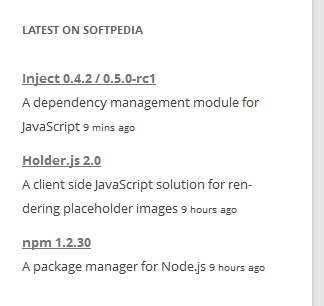 LATEST ON SOFTPEDIA
Inject 0.4.2 / 0.5.0-rc1
A dependency management module for
JavaScript 9 mins ago
Holder.js 2.0
A client side JavaScript solution for ren-
dering placeholder images 9 hours ago
npm 1.2.30
A package manager for Node.js 9 hours ago